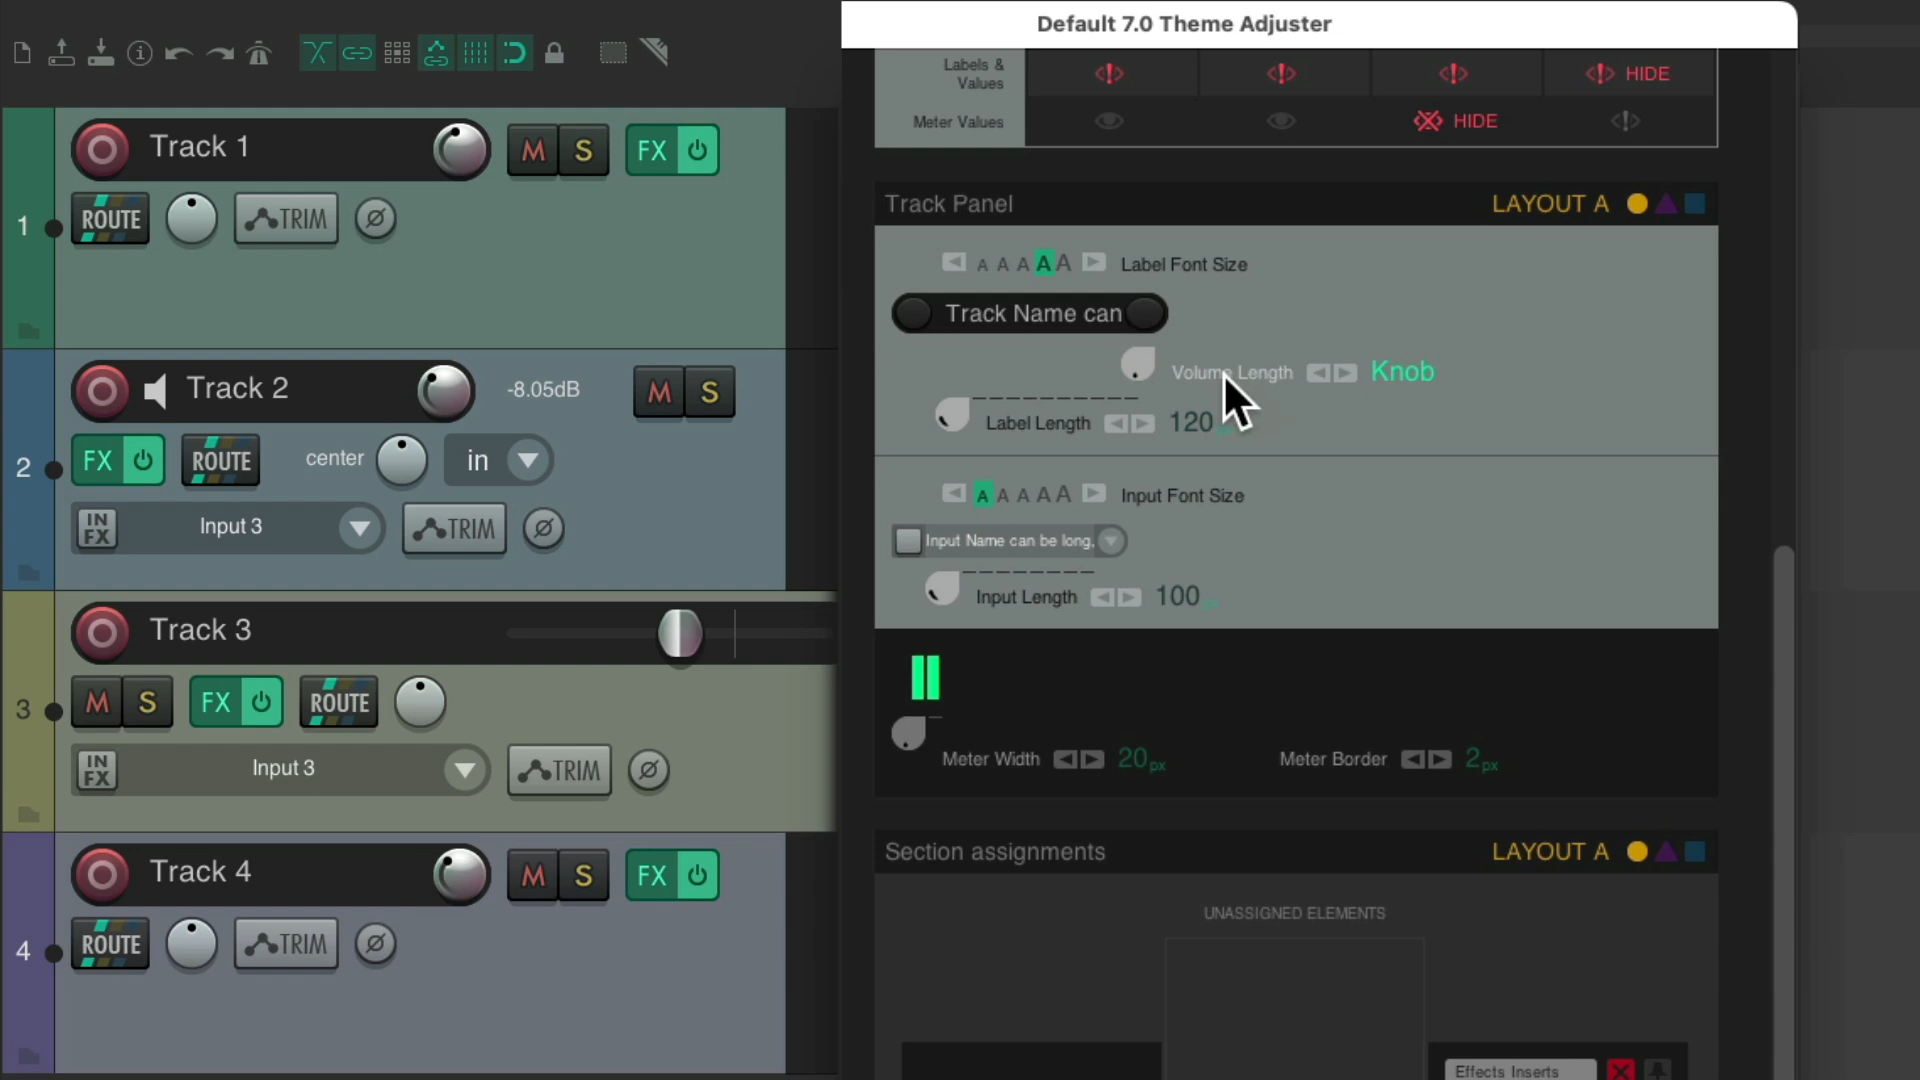 Default 7.0 Theme Adjuster
Labels & Values
HIDE
Meter Values
HIDE
Track Panel
LAYOUT A
A A A A A
Label Font Size
Track Name can
Volume Length
Knob
Label Length
120
A A A A A
Input Font Size
Input Name can be long,
Input Length
100
Meter Width
20px
Meter Border
2px
Section assignments
LAYOUT A
UNASSIGNED ELEMENTS
Effects Inserts
1
Track 1
M S FX
ROUTE
TRIM
2
Track 2
-8.05dB
M S
FX
ROUTE
center
in
IN FX
Input 3
TRIM
3
Track 3
M S FX
ROUTE
IN FX
Input 3
TRIM
4
Track 4
M S FX
ROUTE
TRIM